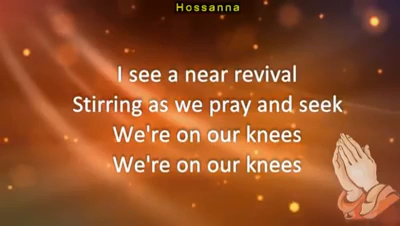 Hossanna
I see a near revival
Stirring as we pray and seek
We're on our knees
We're on our knees